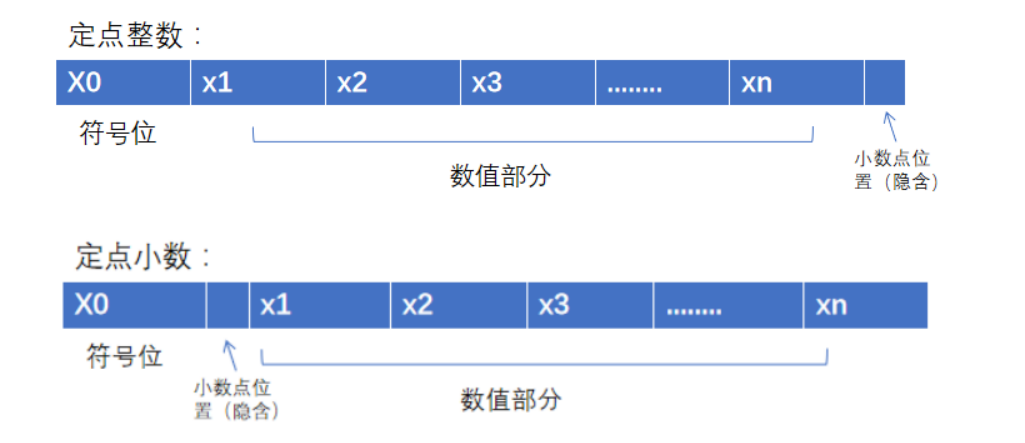 定点整数：
X0 x1 x2 x3 ........ xn
符号位
数值部分
小数点位
置（隐含）
定点小数：
X0 x1 x2 x3 ........ xn
符号位
小数点位
置（隐含）
数值部分